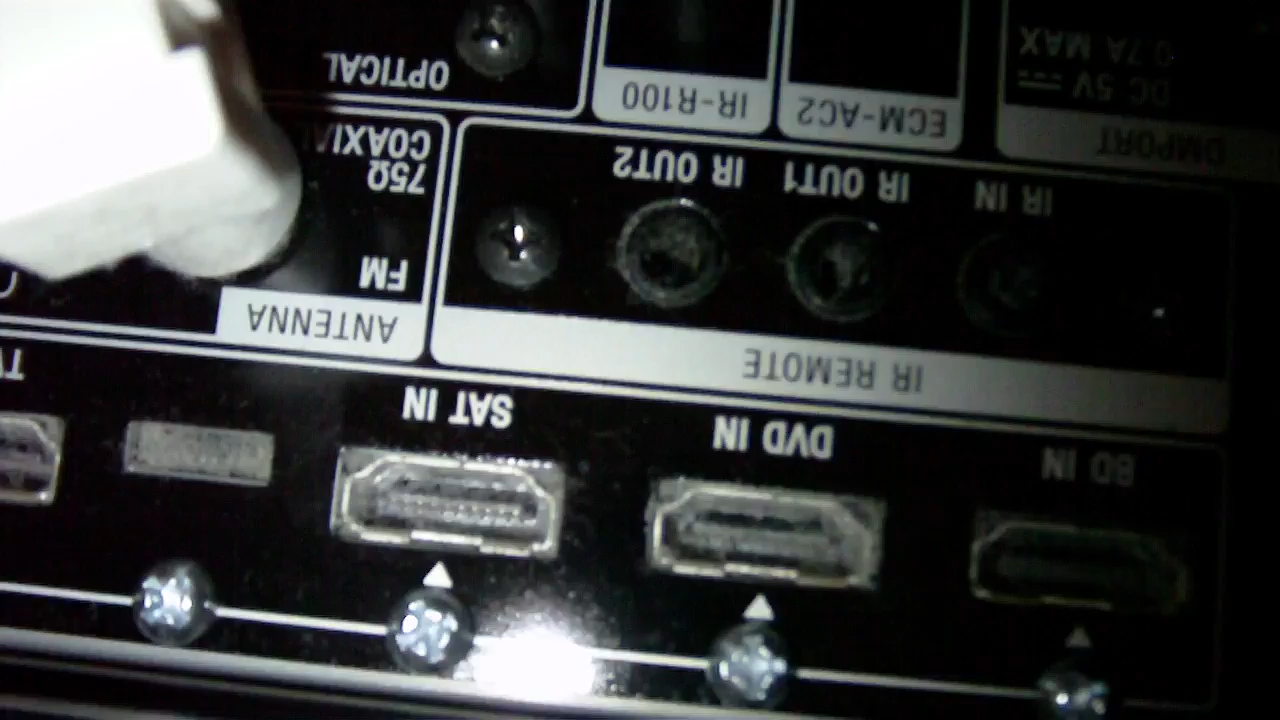 BD IN
DVD IN
SAT IN
IR REMOTE
IR IN
IR OUT1
IR OUT2
ANTENNA
FM
75Ω
COAXIAL
DMPORT
DC 5V
0.7A MAX
ECM-AC2
IR-R100
OPTICAL